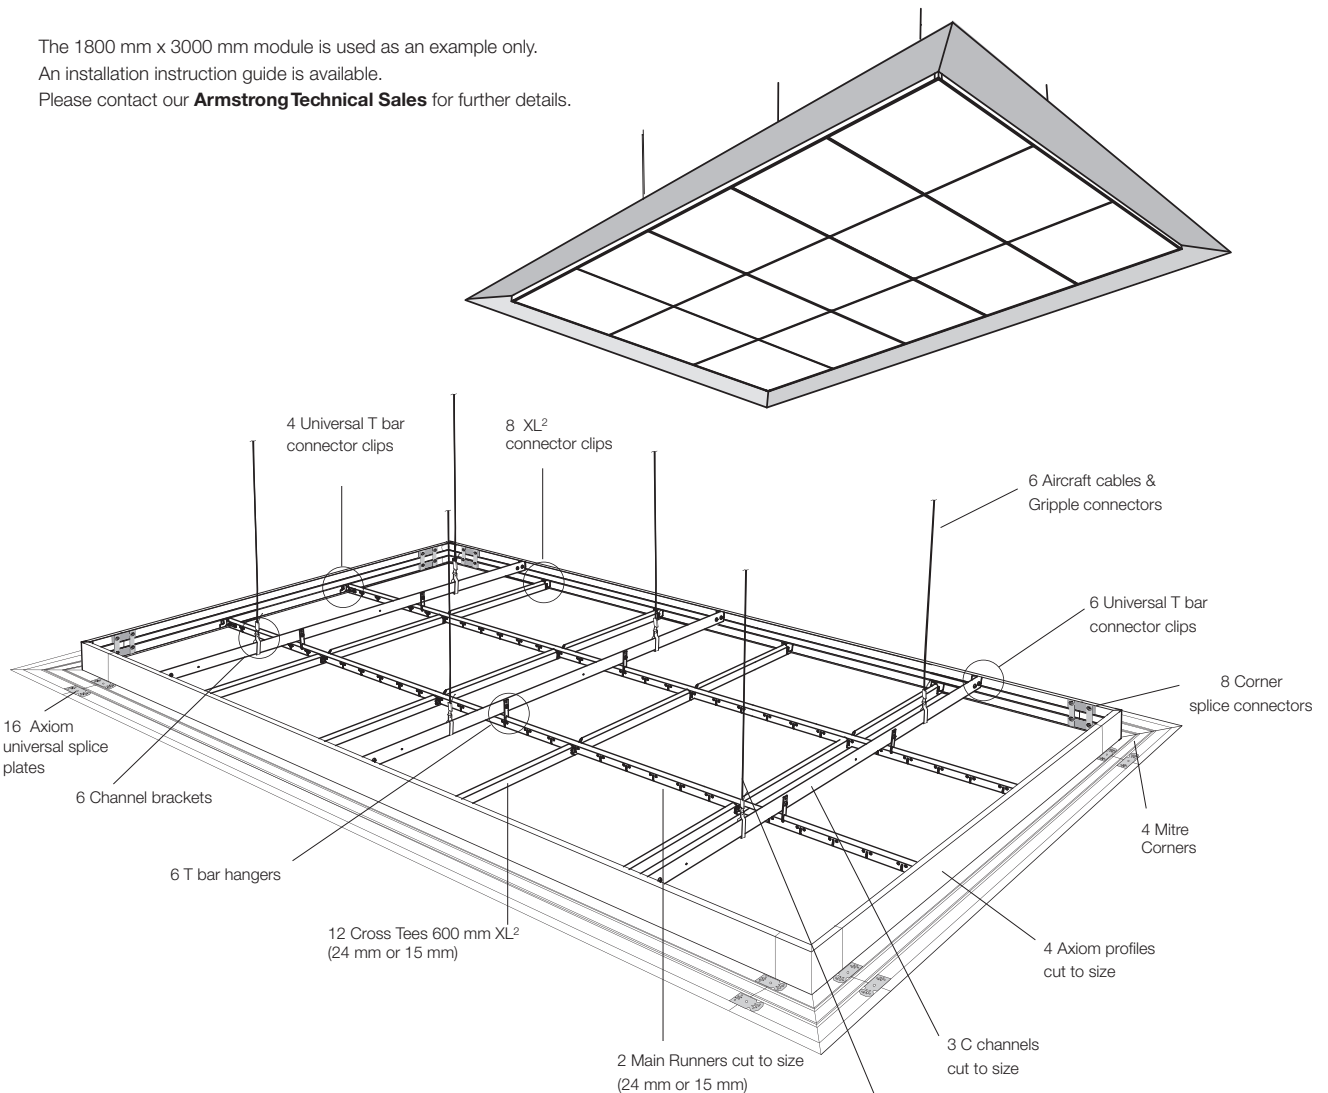 The 1800 mm x 3000 mm module is used as an example only.
An installation instruction guide is available.
Please contact our Armstrong Technical Sales for further details.
4 Universal T bar
connector clips
8 XL²
connector clips
6 Aircraft cables &
Gripple connectors
6 Universal T bar
connector clips
8 Corner
splice connectors
16 Axiom
universal splice
plates
6 Channel brackets
4 Mitre
Corners
6 T bar hangers
12 Cross Tees 600 mm XL²
(24 mm or 15 mm)
4 Axiom profiles
cut to size
3 C channels
cut to size
2 Main Runners cut to size
(24 mm or 15 mm)